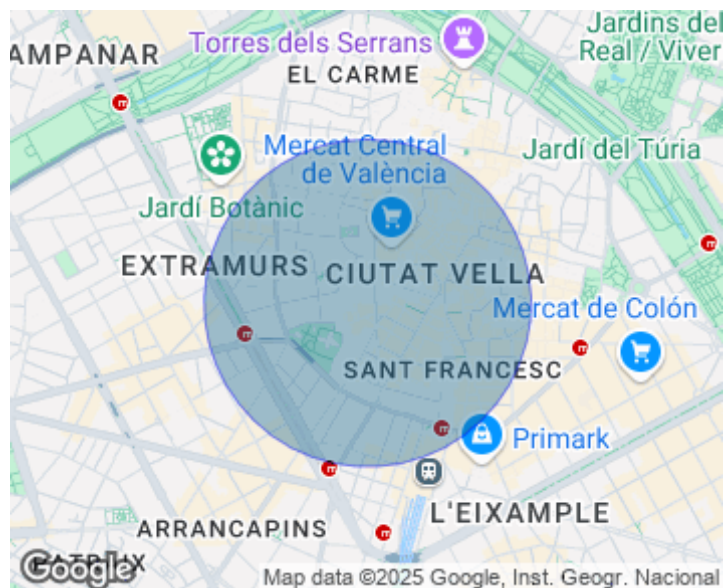 Jardins del
Real / Viver
Torres dels Serrans
AMPANAR
EL CARME
Mercat Central
de València
Jardí del Túria
Jardí Botànic
EXTRAMURS
CIUTAT VELLA
Mercat de Colón
SANT FRANCESC
Primark
L'EIXAMPLE
ARRANCAPINS
PATRAIX
Google
Map data ©2025 Google, Inst. Geogr. Nacional